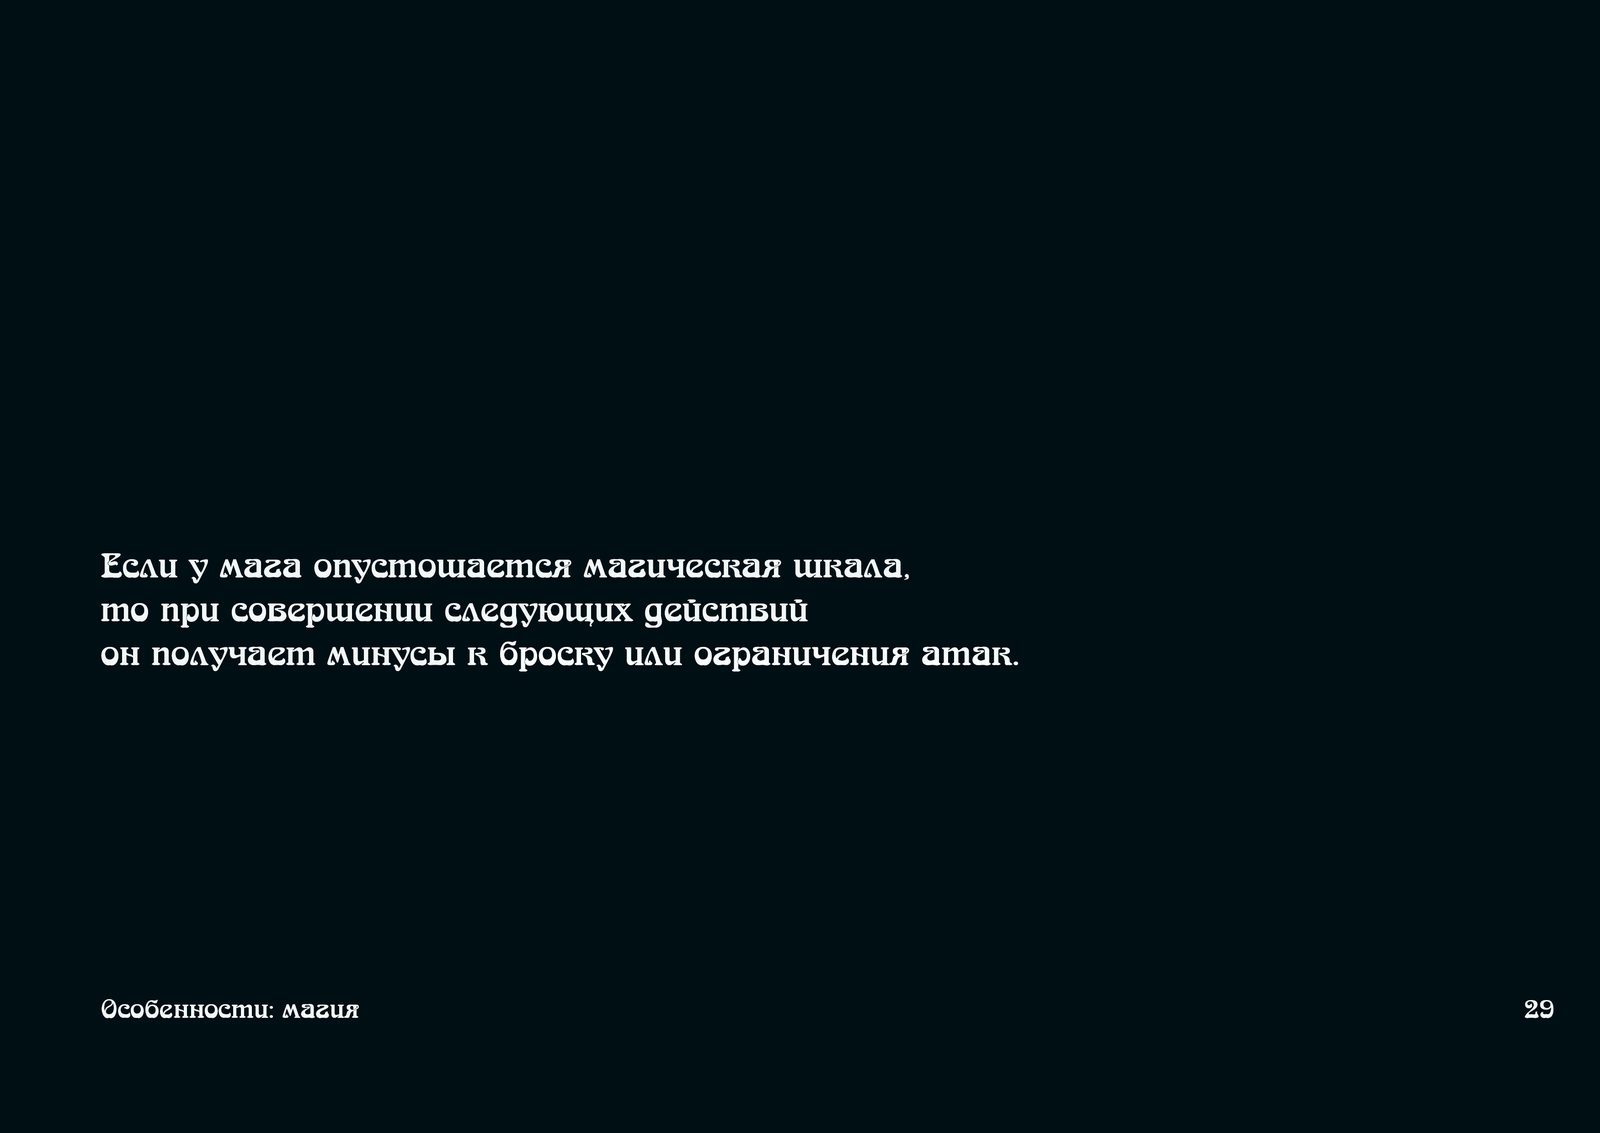 Если у мага опустошается магическая шкала,
то при совершении следующих действий
он получает минусы к броску или ограничения атак.
Особенности: магия
29